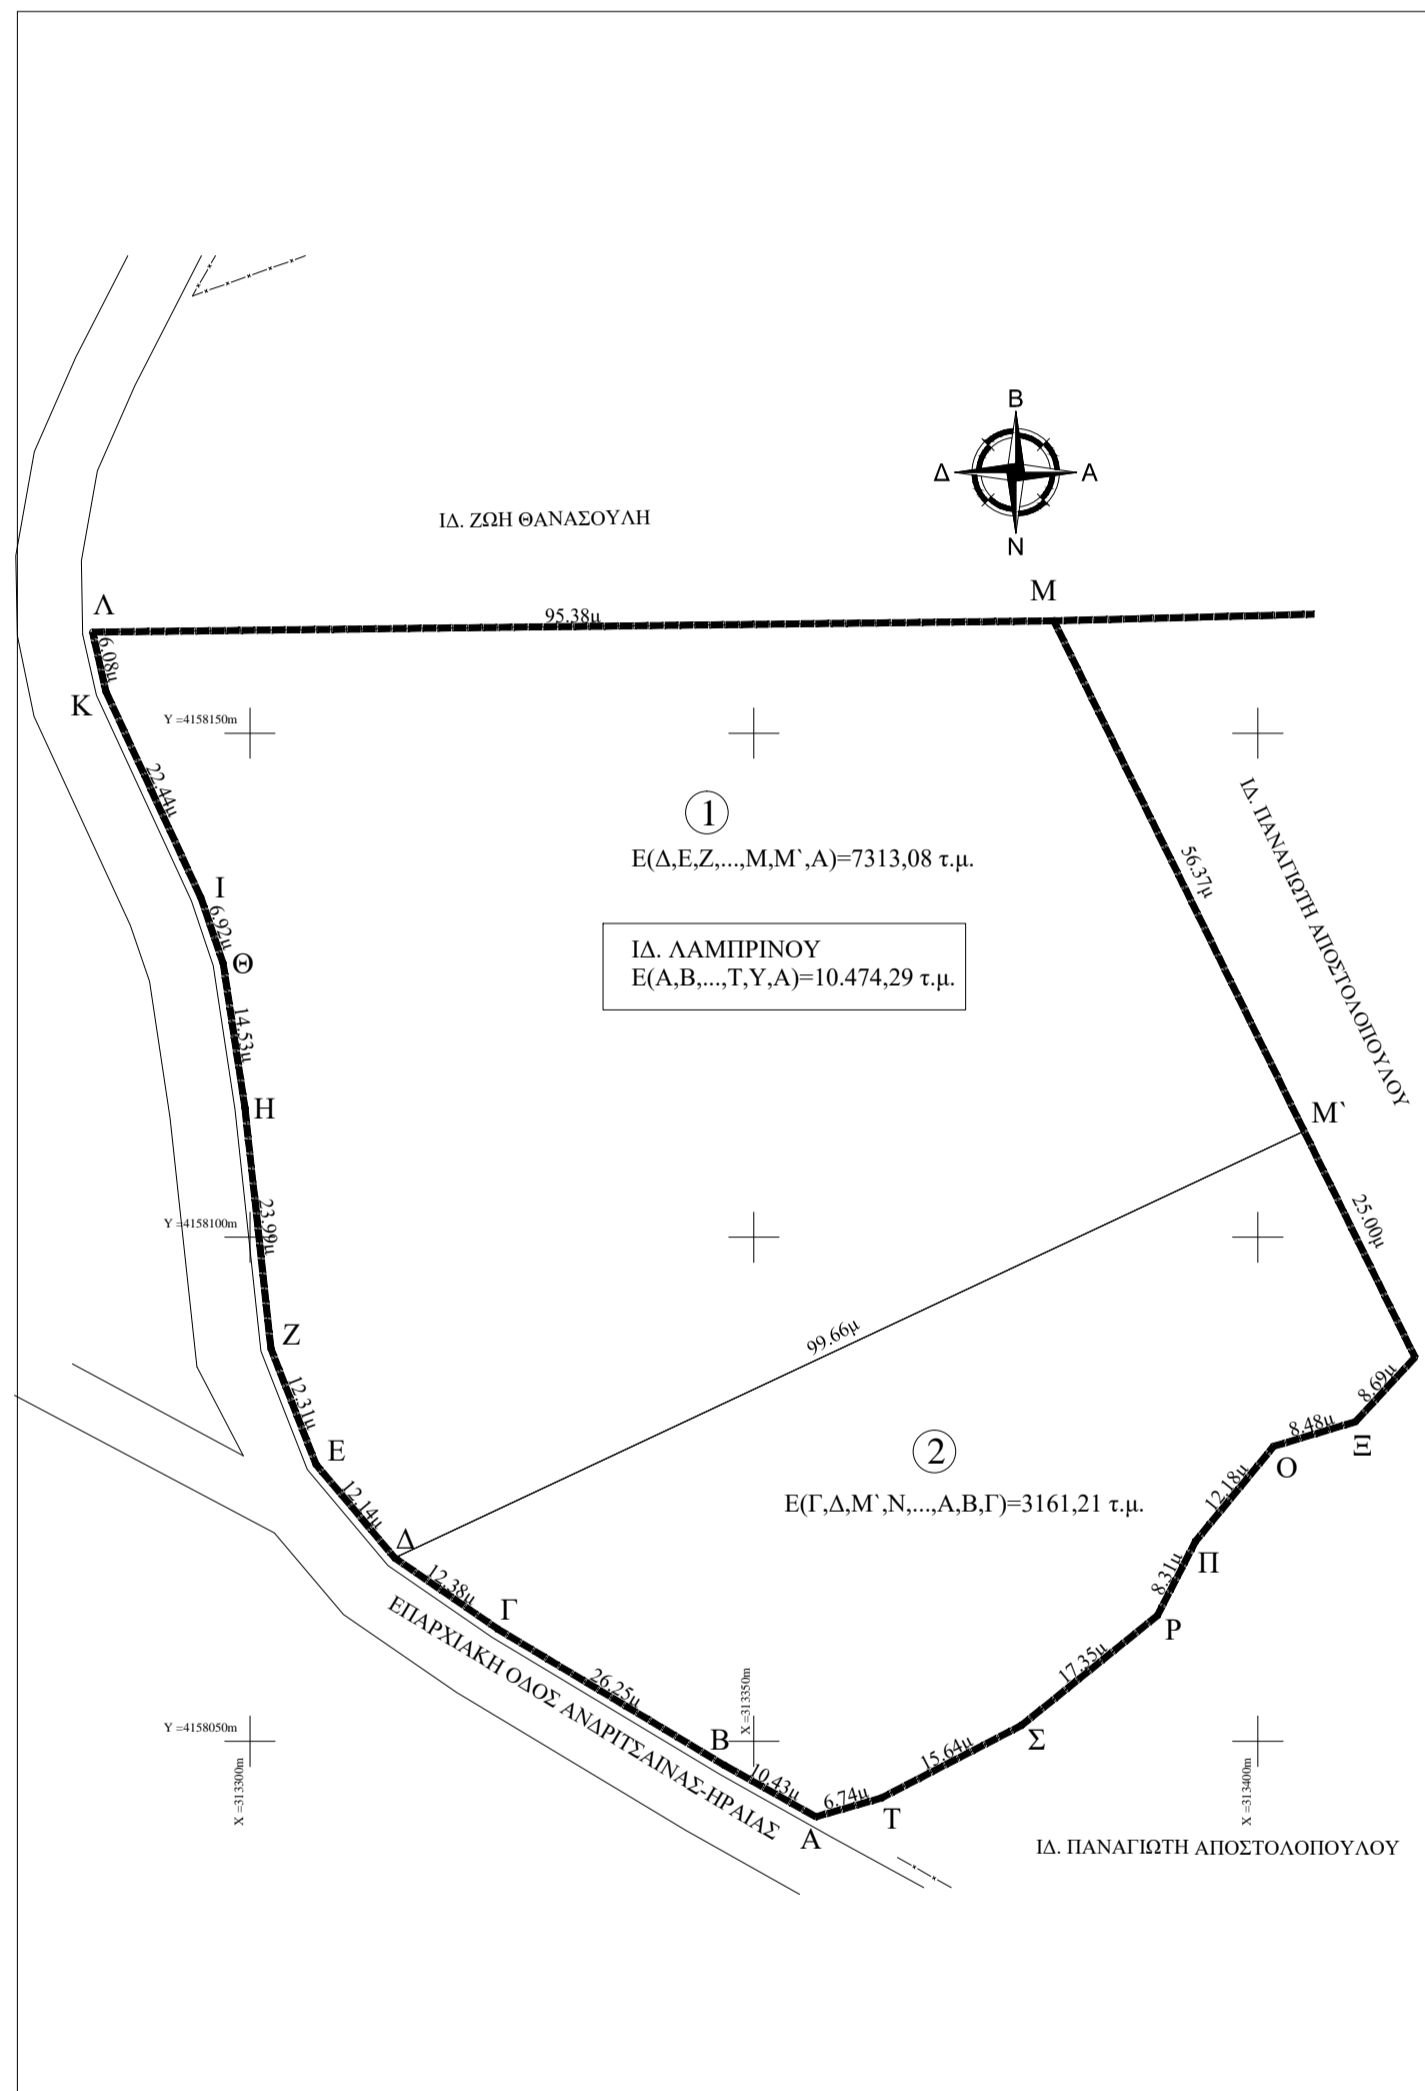 Β
Δ
Α
Ν
ΙΔ. ΖΩΗ ΘΑΝΑΣΟΥΛΗ
Λ
95.38μ
Μ
6.08μ
Κ
Υ =4158150m
22.44μ
1
Ε(Δ,Ε,Ζ,...,Μ,Μ`,Α)=7313,08 τ.μ.
56.37μ
ΙΔ. ΠΑΝΑΓΙΩΤΗ ΑΠΟΣΤΟΛΟΠΟΥΛΟΥ
Ι
6.92μ
Θ
ΙΔ. ΛΑΜΠΡΙΝΟΥ
Ε(Α,Β,...,Τ,Υ,Α)=10.474,29 τ.μ.
14.53μ
Η
Μ`
23.99μ
Υ =4158100m
25.00μ
Ζ
99.66μ
12.31μ
8.69μ
Ε
8.48μ
Ξ
2
Ο
12.14μ
12.18μ
Ε(Γ,Δ,Μ`,Ν,...,Α,Β,Γ)=3161,21 τ.μ.
Δ
12.38μ
8.31μ
Π
Γ
Ρ
ΕΠΑΡΧΙΑΚΗ ΟΔΟΣ ΑΝΔΡΙΤΣΑΙΝΑΣ-ΗΡΑΙΑΣ
26.25μ
17.35μ
Χ =313350m
Υ =4158050m
Β
Σ
15.64μ
10.43μ
6.74μ
Χ =313300m
Χ =313400m
Τ
Α
ΙΔ. ΠΑΝΑΓΙΩΤΗ ΑΠΟΣΤΟΛΟΠΟΥΛΟΥ